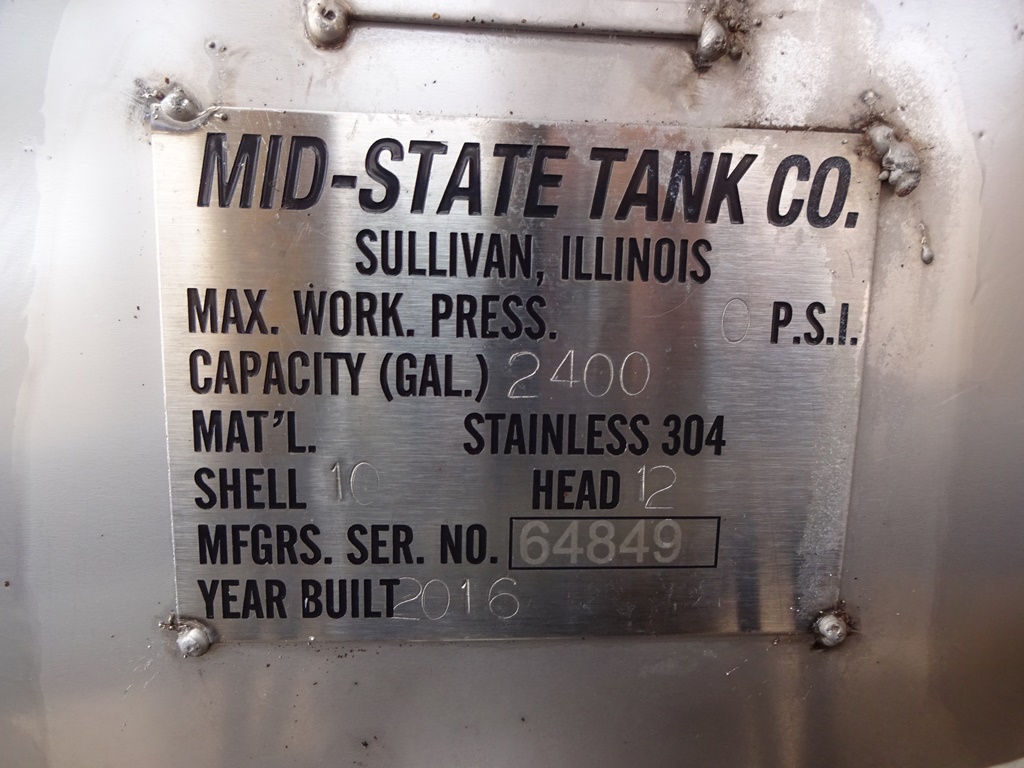 MID-STATE TANK CO.
SULLIVAN, ILLINOIS
MAX. WORK. PRESS. 0 P.S.I.
CAPACITY (GAL.) 2400
MAT'L. STAINLESS 304
SHELL 10 HEAD 12
MFGRS. SER. NO. 64849
YEAR BUILT 2016